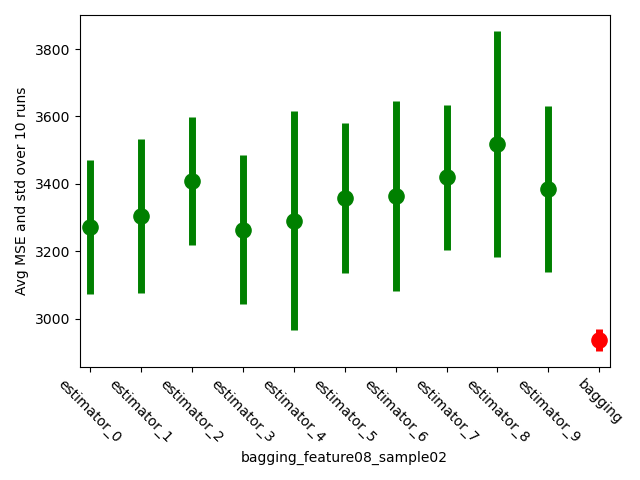 3800
3600
3400
3200
3000
Avg MSE and std over 10 runs
estimator_0
estimator_1
estimator_2
estimator_3
estimator_4
estimator_5
estimator_6
estimator_7
estimator_8
estimator_9
bagging
bagging_feature08_sample02